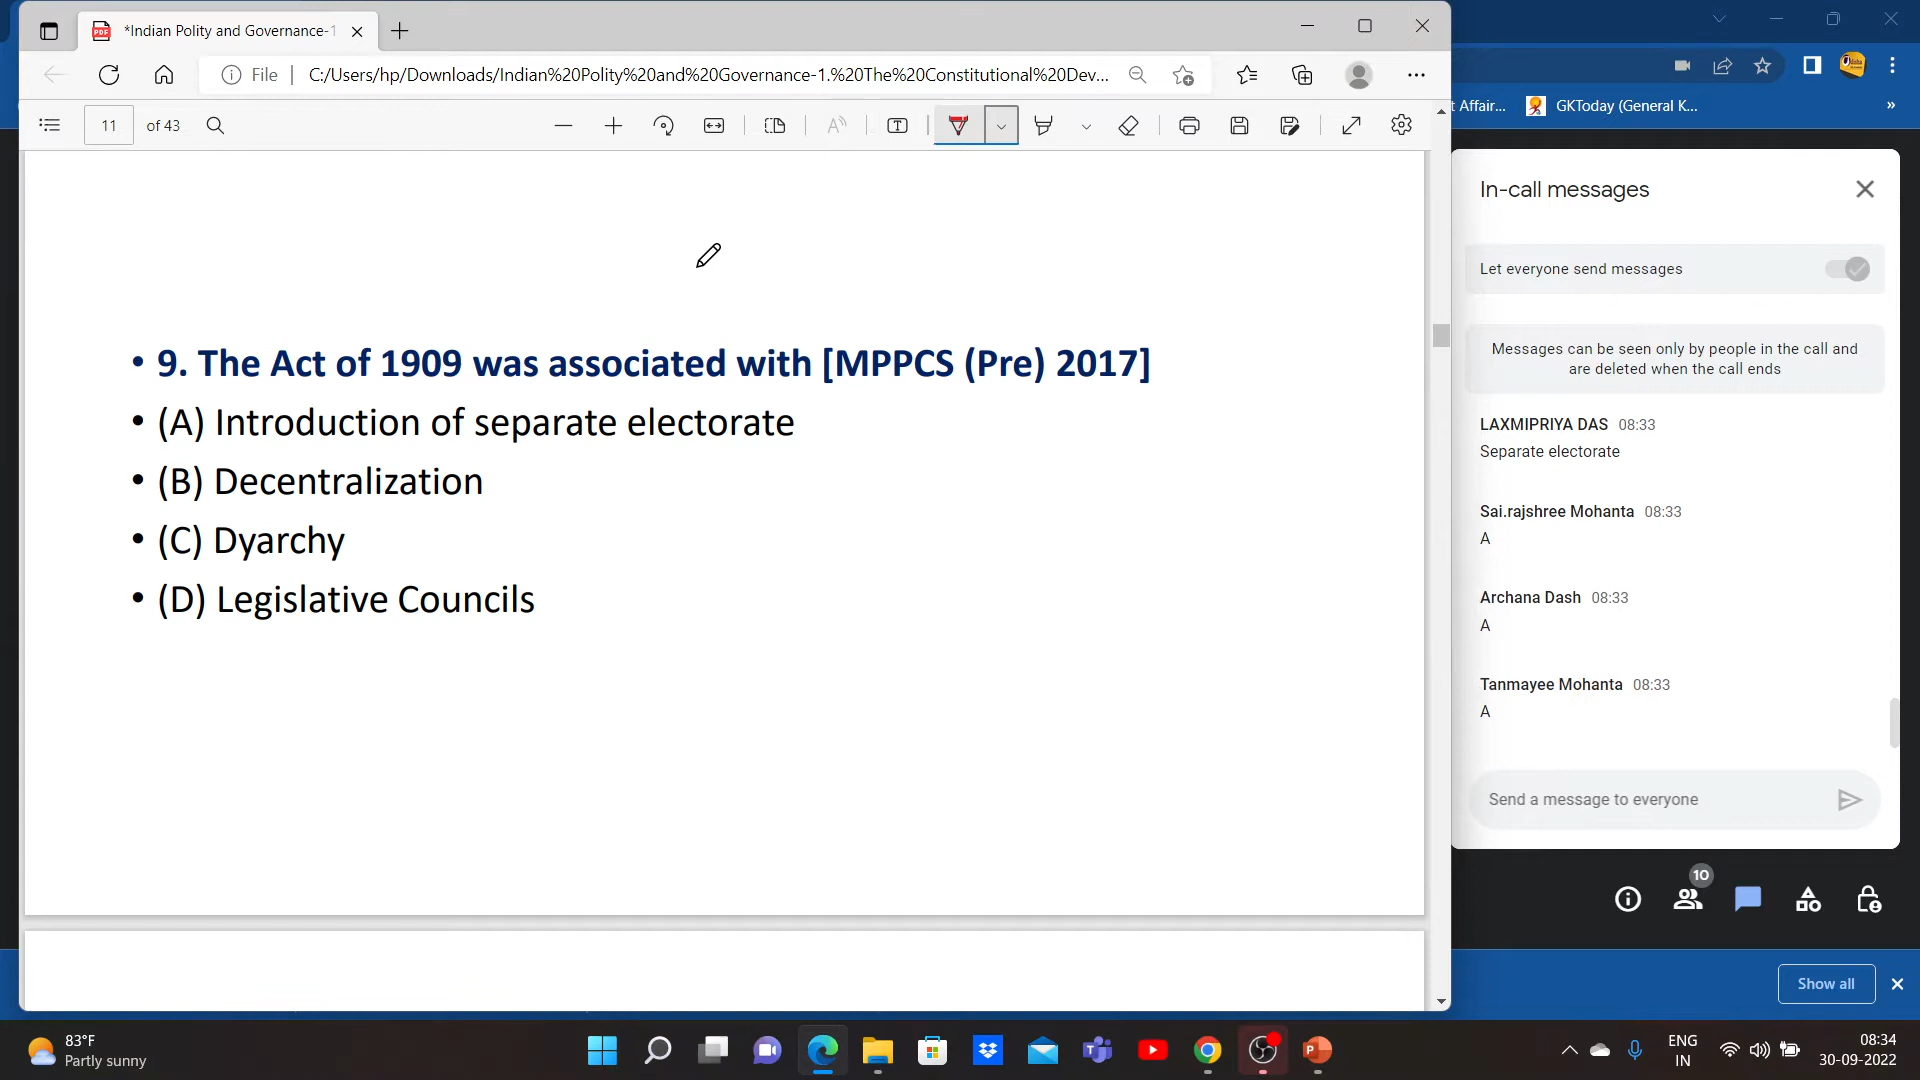 *Indian Polity and Governance-1
File
C:/Users/hp/Downloads/Indian%20Polity%20and%20Governance-1.%20The%20Constitutional%20Dev...
t Affair...
GKToday (General K...
11
of 43
• 9. The Act of 1909 was associated with [MPPCS (Pre) 2017]
• (A) Introduction of separate electorate
• (B) Decentralization
• (C) Dyarchy
• (D) Legislative Councils
In-call messages
Let everyone send messages
Messages can be seen only by people in the call and
are deleted when the call ends
LAXMIPRIYA DAS 08:33
Separate electorate
Sai.rajshree Mohanta 08:33
A
Archana Dash 08:33
A
Tanmayee Mohanta 08:33
A
Send a message to everyone
10
Show all
83°F
Partly sunny
ENG
IN
08:34
30-09-2022